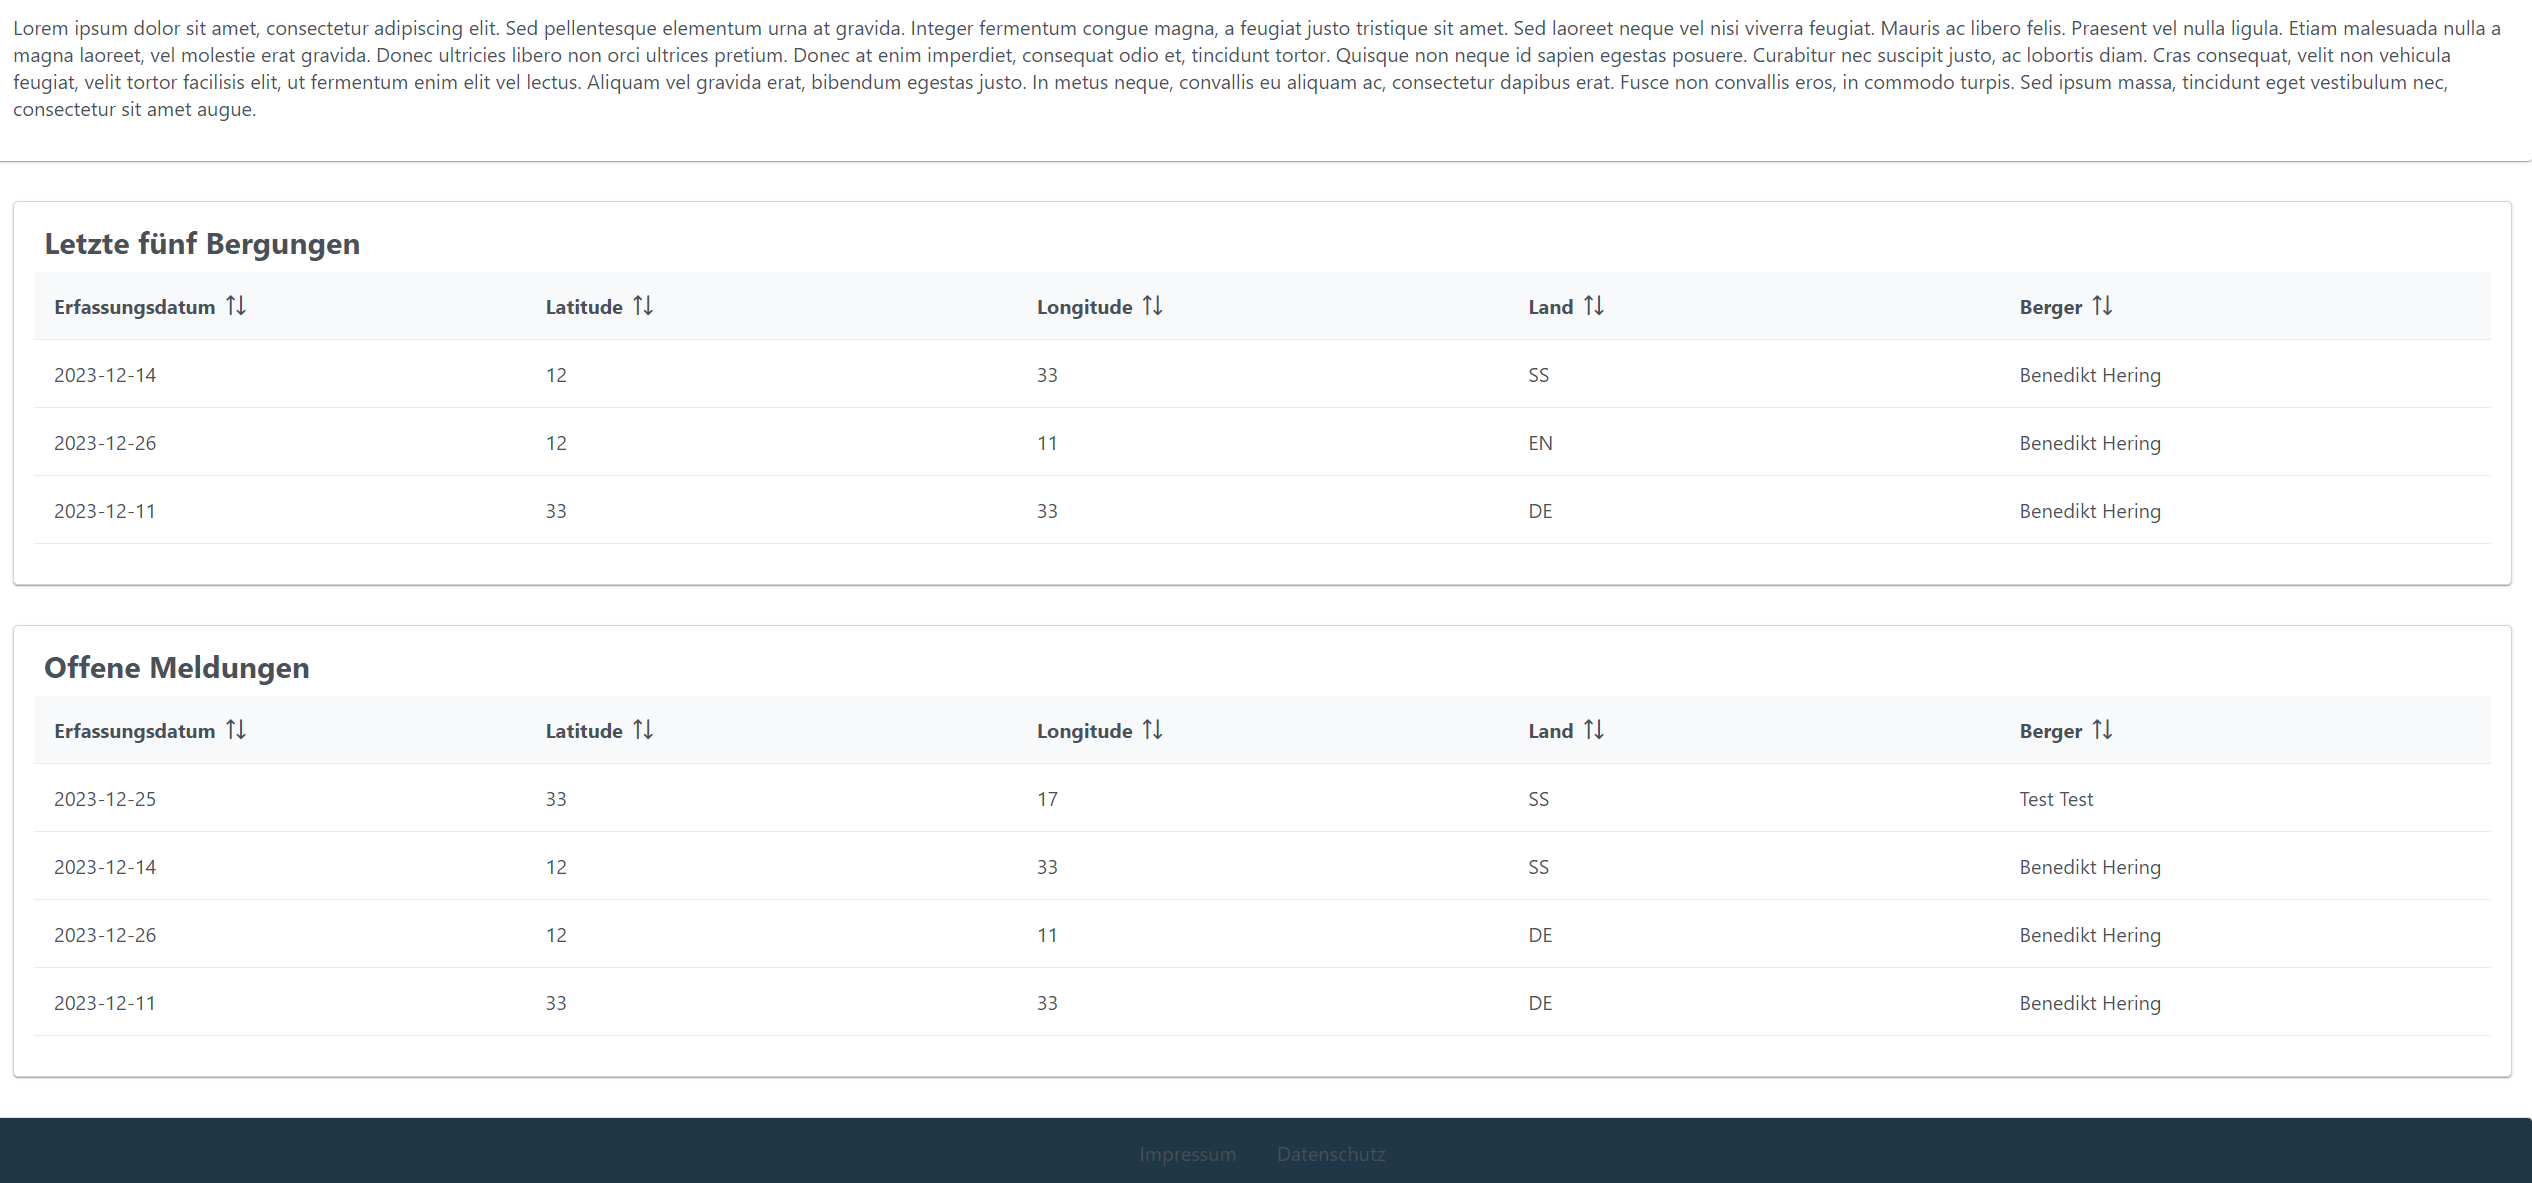 Lorem ipsum dolor sit amet, consectetur adipiscing elit. Sed pellentesque elementum urna at gravida. Integer fermentum congue magna, a feugiat justo tristique sit amet. Sed laoreet neque vel nisi viverra feugiat. Mauris ac libero felis. Praesent vel nulla ligula. Etiam malesuada nulla a
magna laoreet, vel molestie erat gravida. Donec ultricies libero non orci ultrices pretium. Donec at enim imperdiet, consequat odio et, tincidunt tortor. Quisque non neque id sapien egestas posuere. Curabitur nec suscipit justo, ac lobortis diam. Cras consequat, velit non vehicula
feugiat, velit tortor facilisis elit, ut fermentum enim elit vel lectus. Aliquam vel gravida erat, bibendum egestas justo. In metus neque, convallis eu aliquam ac, consectetur dapibus erat. Fusce non convallis eros, in commodo turpis. Sed ipsum massa, tincidunt eget vestibulum nec,
consectetur sit amet augue.
Letzte fünf Bergungen
Erfassungsdatum Latitude Longitude Land Berger
2023-12-14 12 33 SS Benedikt Hering
2023-12-26 12 11 EN Benedikt Hering
2023-12-11 33 33 DE Benedikt Hering
Offene Meldungen
Erfassungsdatum Latitude Longitude Land Berger
2023-12-25 33 17 SS Test Test
2023-12-14 12 33 SS Benedikt Hering
2023-12-26 12 11 DE Benedikt Hering
2023-12-11 33 33 DE Benedikt Hering
Impressum Datenschutz